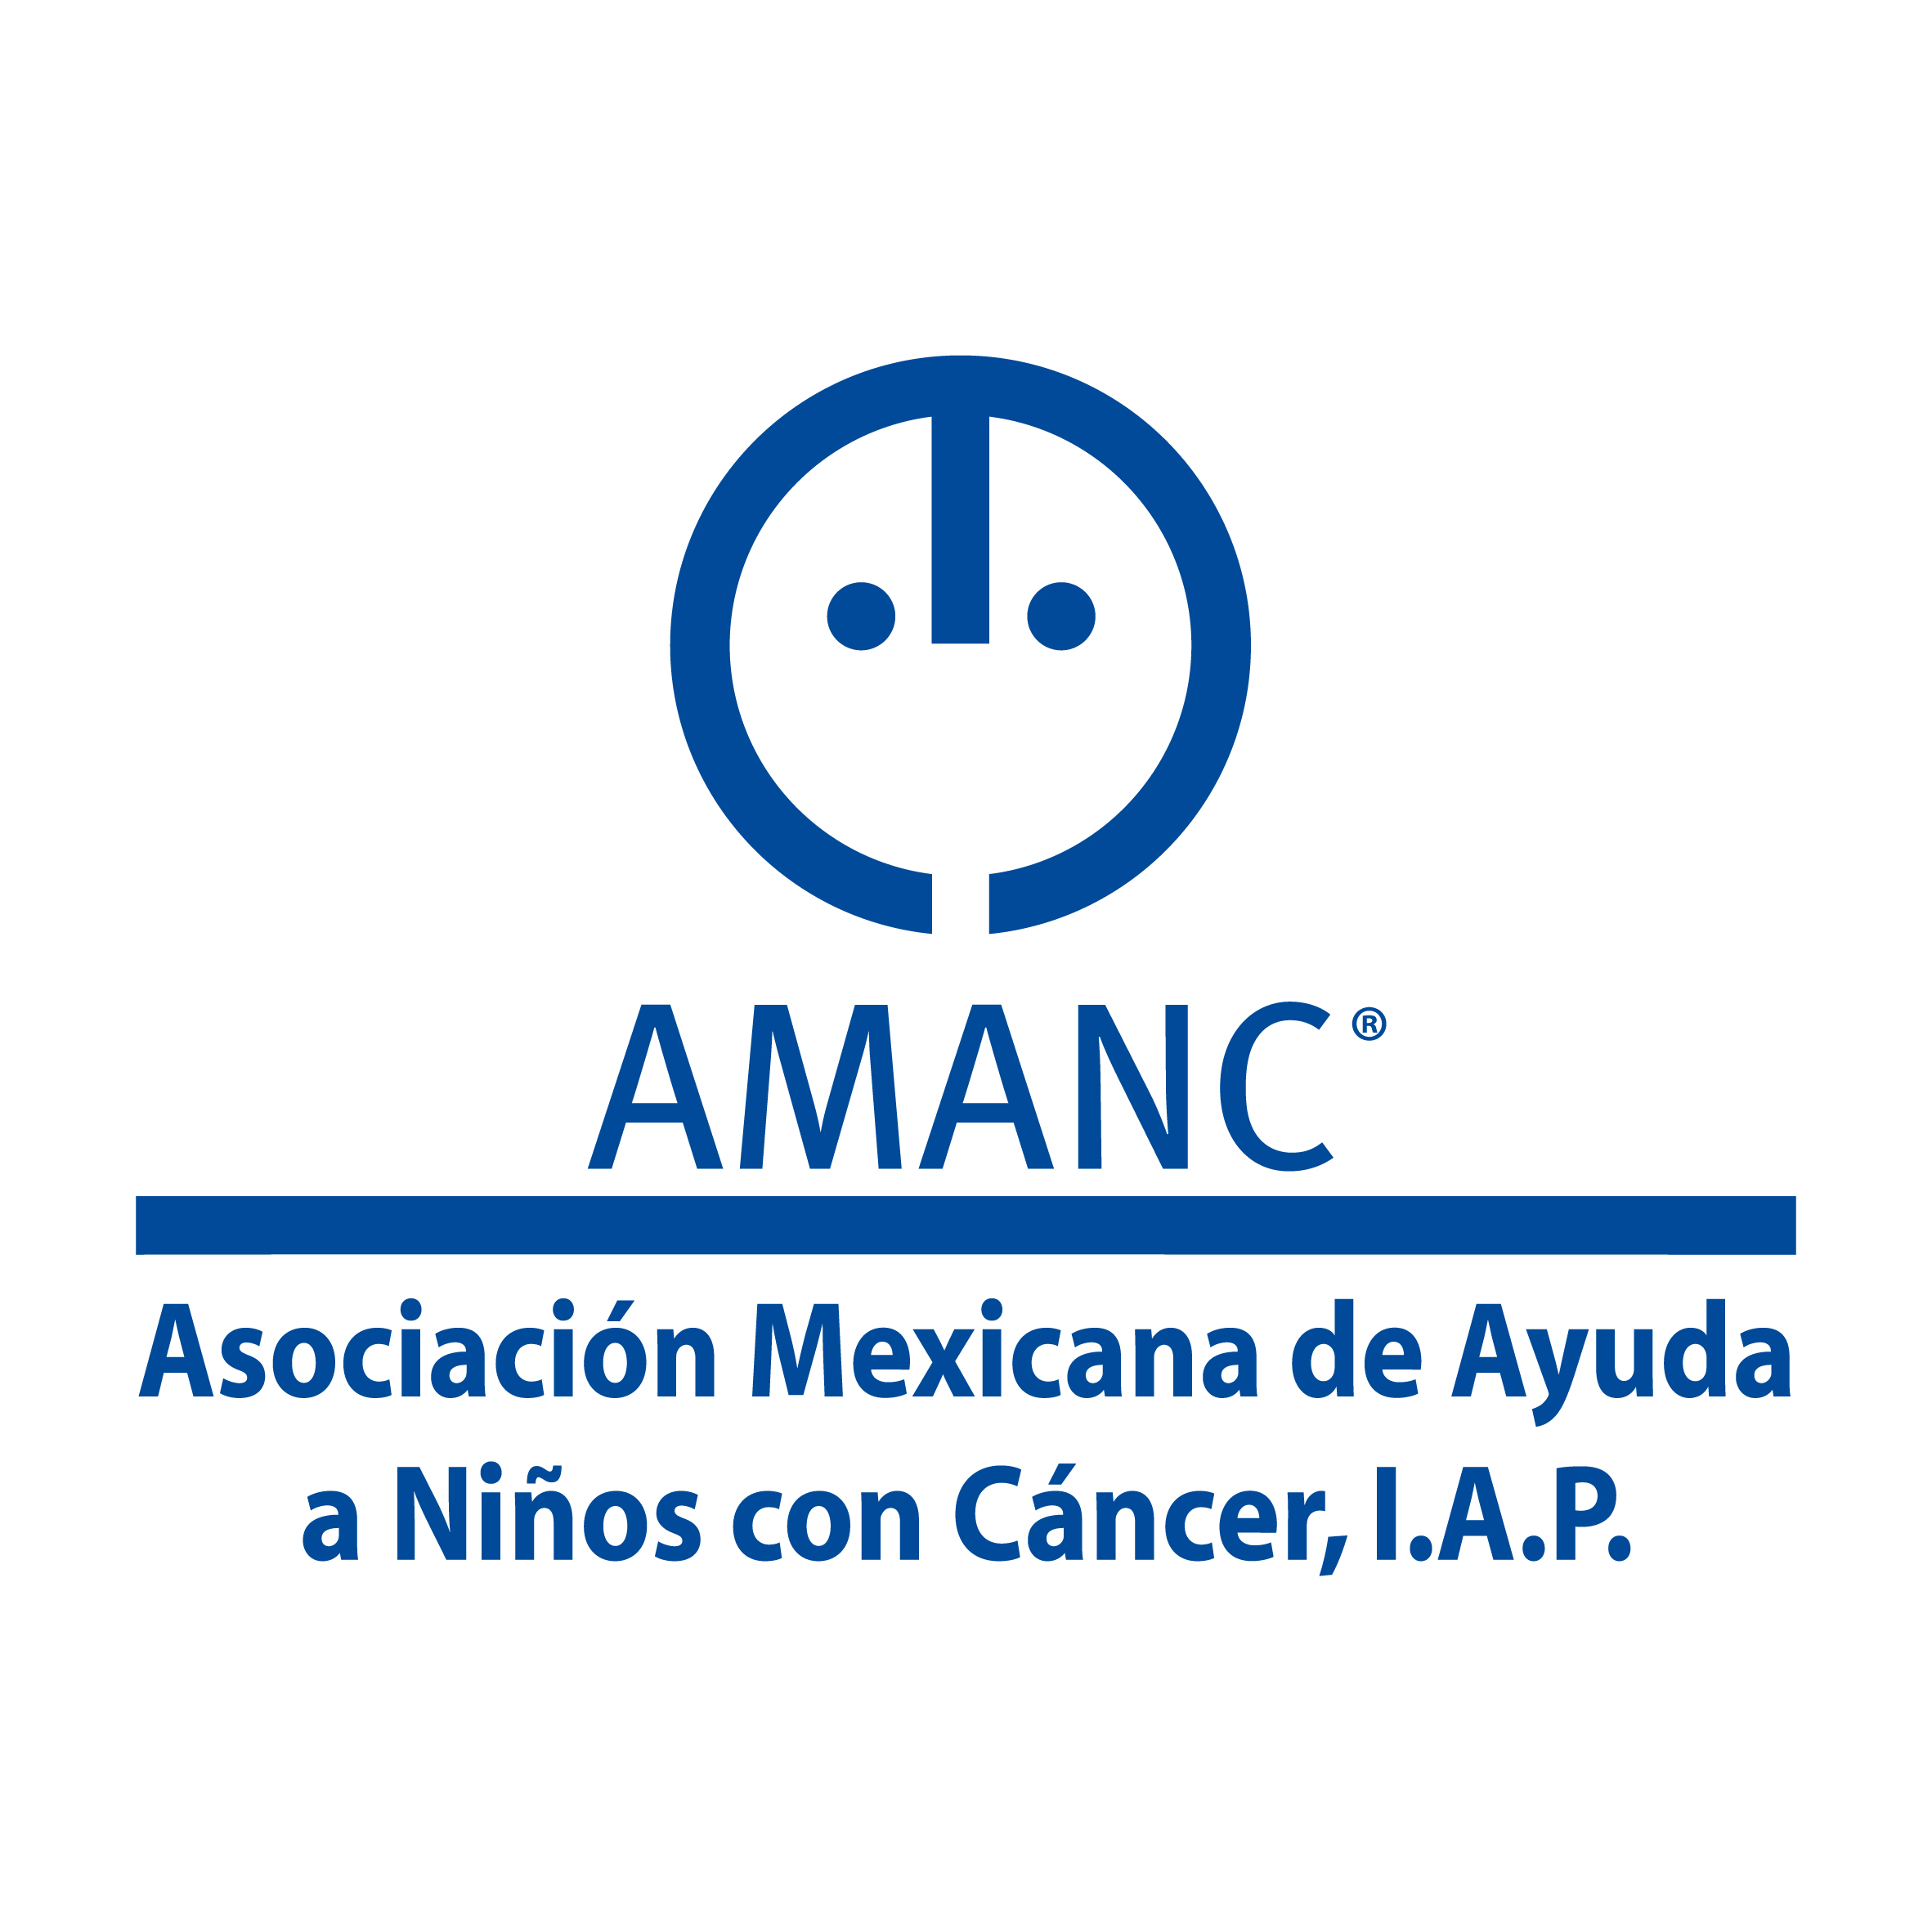 AMANC®
Asociación Mexicana de Ayuda
a Niños con Cáncer, I.A.P.